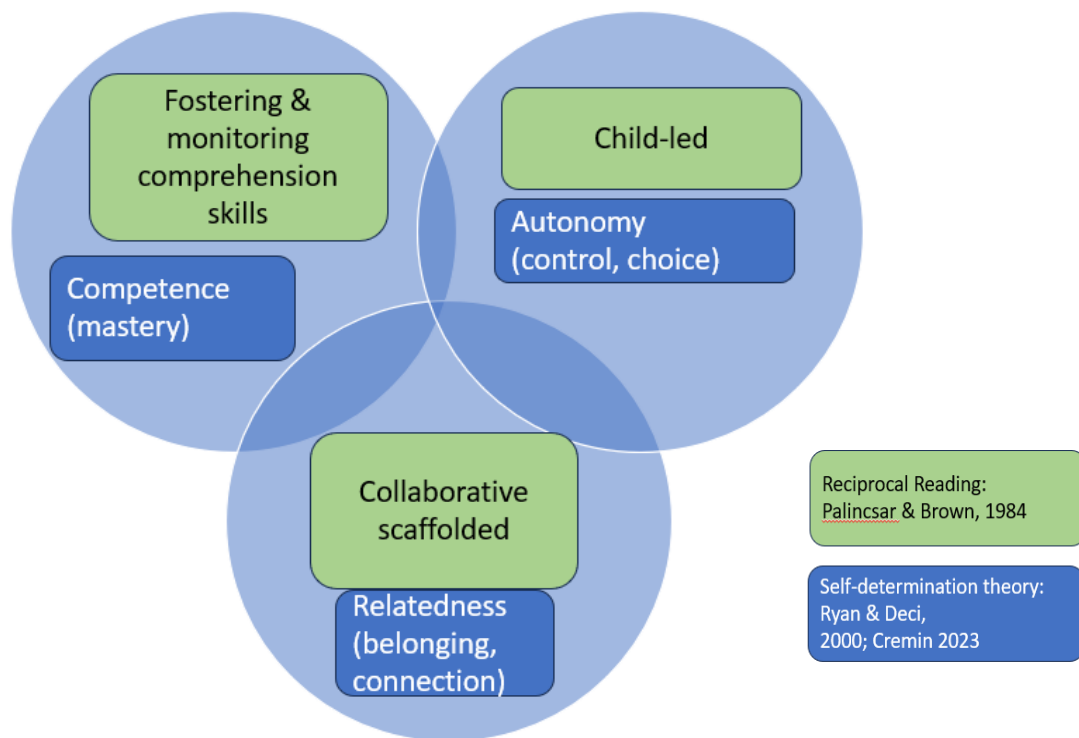 Fostering &
monitoring
comprehension
skills
Competence
(mastery)
Child-led
Autonomy
(control, choice)
Collaborative
scaffolded
Relatedness
(belonging,
connection)
Reciprocal Reading:
Palincsar & Brown, 1984
Self-determination theory:
Ryan & Deci,
2000; Cremin 2023